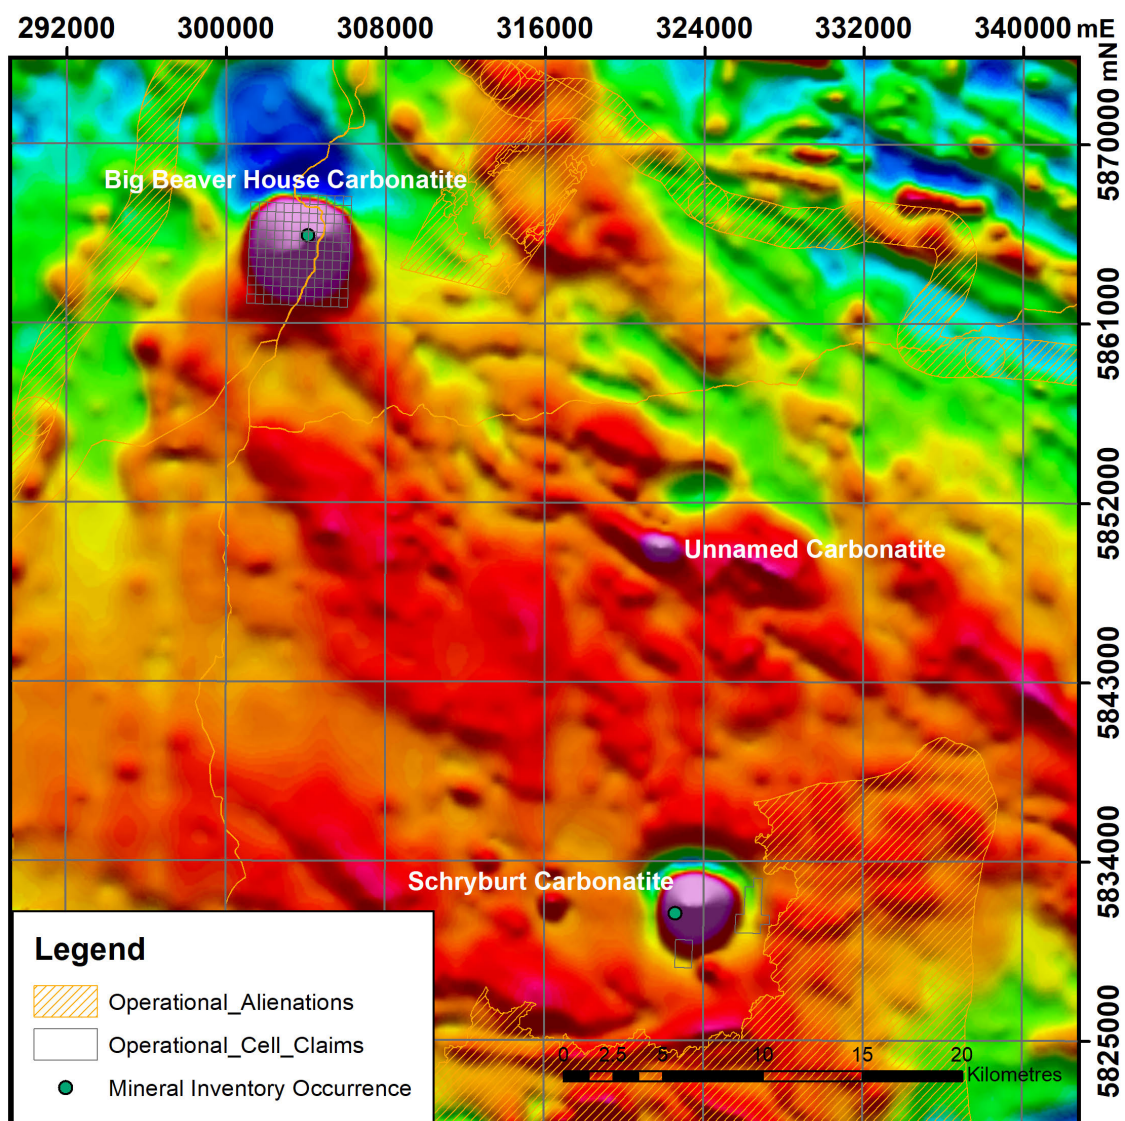 292000 300000 308000 316000 324000 332000 340000 mE
mN
5870000
Big Beaver House Carbonatite
5861000
5852000
Unnamed Carbonatite
5843000
5834000
Schryburt Carbonatite
5825000
Legend
Operational_Alienations
Operational_Cell_Claims
Mineral Inventory Occurrence
0 2.5 5 10 15 20
Kilometres